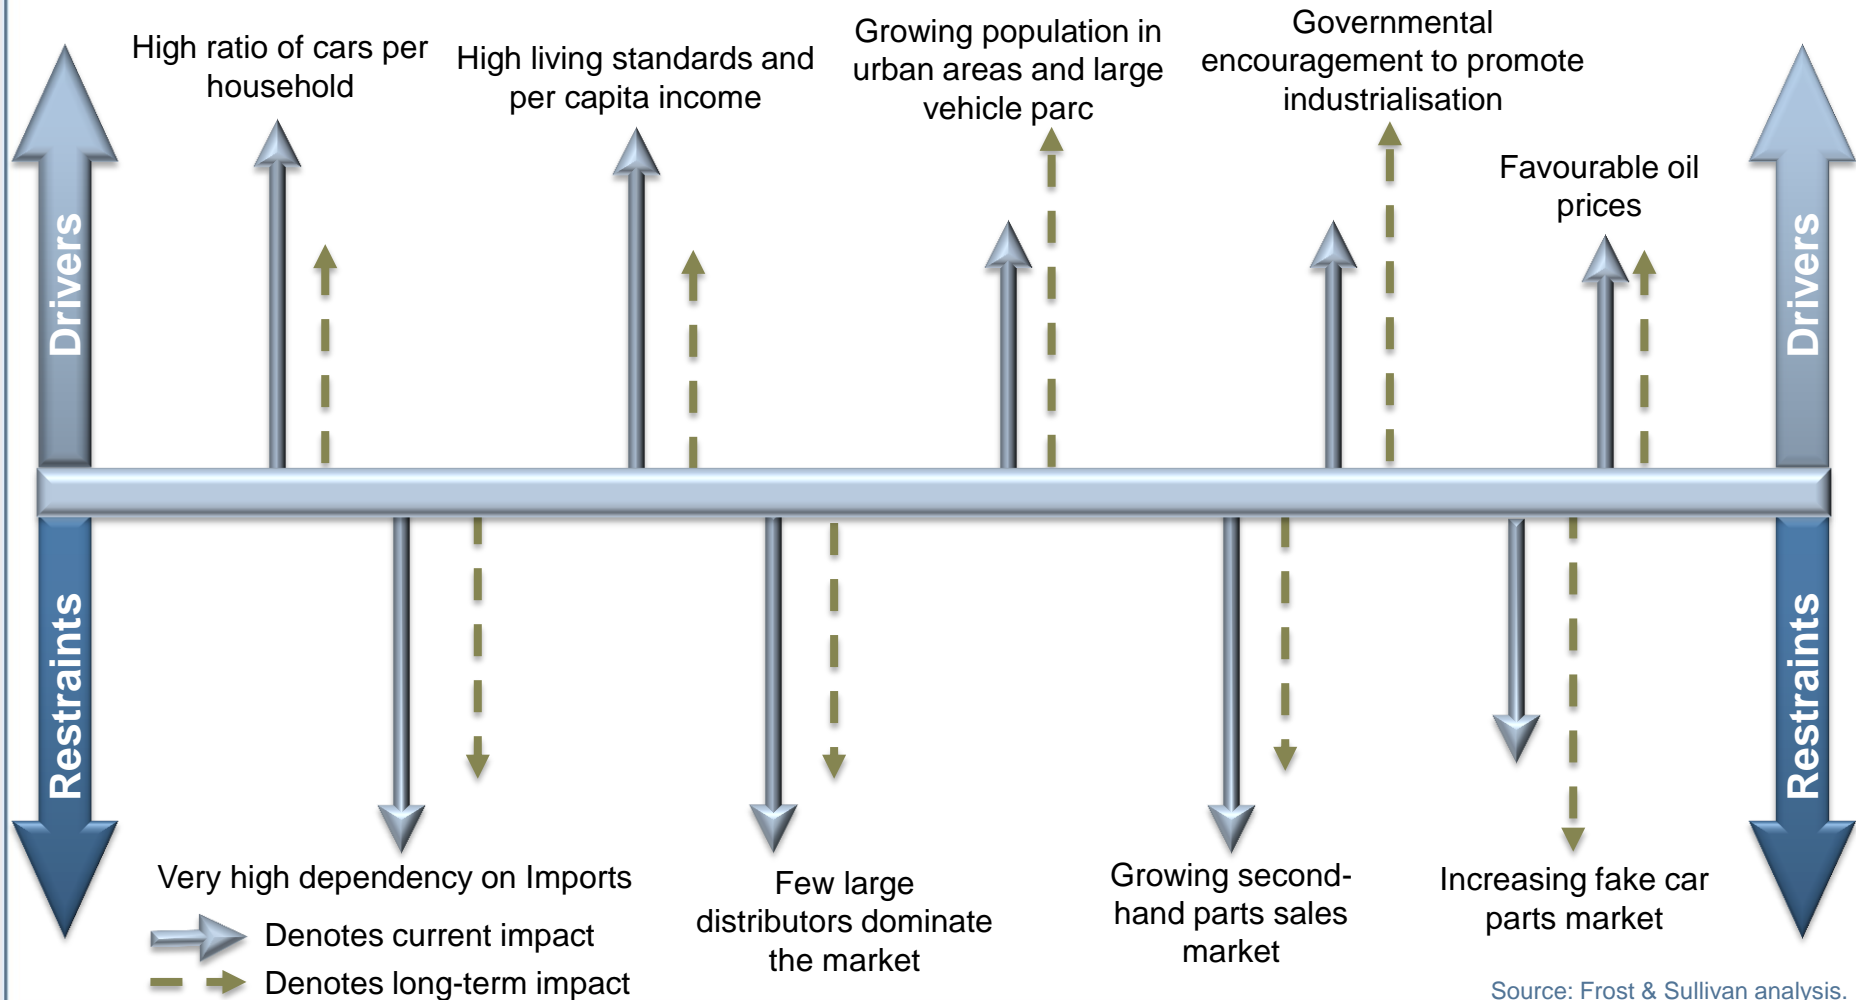 High ratio of cars per
household
High living standards and
per capita income
Growing population in
urban areas and large
vehicle parc
Governmental
encouragement to promote
industrialisation
Favourable oil
prices
Drivers
Drivers
Restraints
Restraints
Very high dependency on Imports
Few large
distributors dominate
the market
Growing second-
hand parts sales
market
Increasing fake car
parts market
Denotes current impact
Denotes long-term impact
Source: Frost & Sullivan analysis.